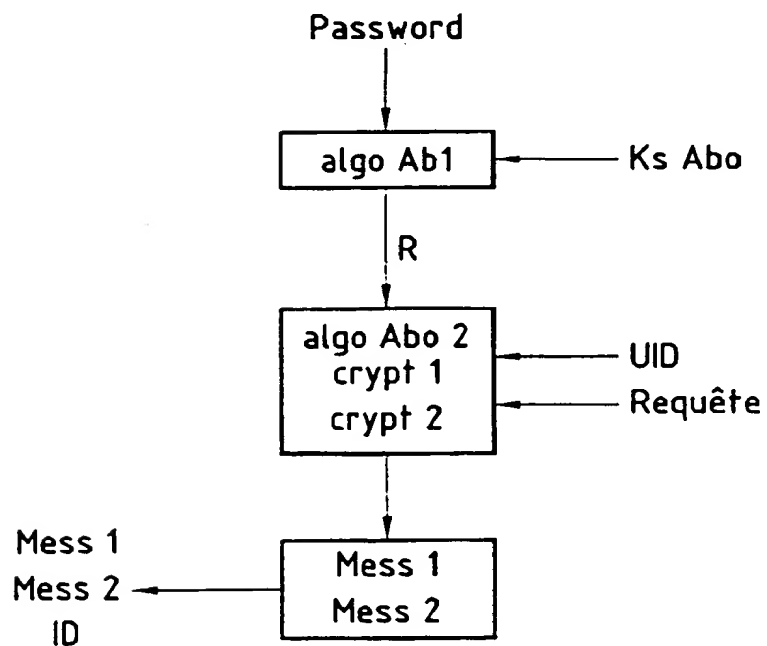 Password
algo Ab1
Ks Abo
R
algo Abo 2
crypt 1
crypt 2
UID
Requête
Mess 1
Mess 2
Mess 1
Mess 2
ID